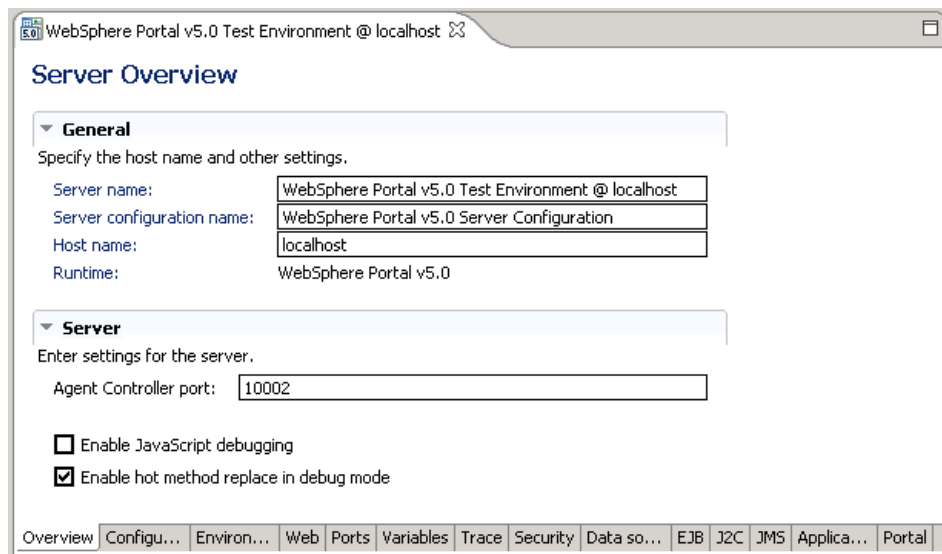 5.0 WebSphere Portal v5.0 Test Environment @ localhost
Server Overview
General
Specify the host name and other settings.
Server name: WebSphere Portal v5.0 Test Environment @ localhost
Server configuration name: WebSphere Portal v5.0 Server Configuration
Host name: localhost
Runtime: WebSphere Portal v5.0
Server
Enter settings for the server.
Agent Controller port: 10002
Enable JavaScript debugging
Enable hot method replace in debug mode
Overview Configu... Environ... Web Ports Variables Trace Security Data so... EJB J2C JMS Applica... Portal